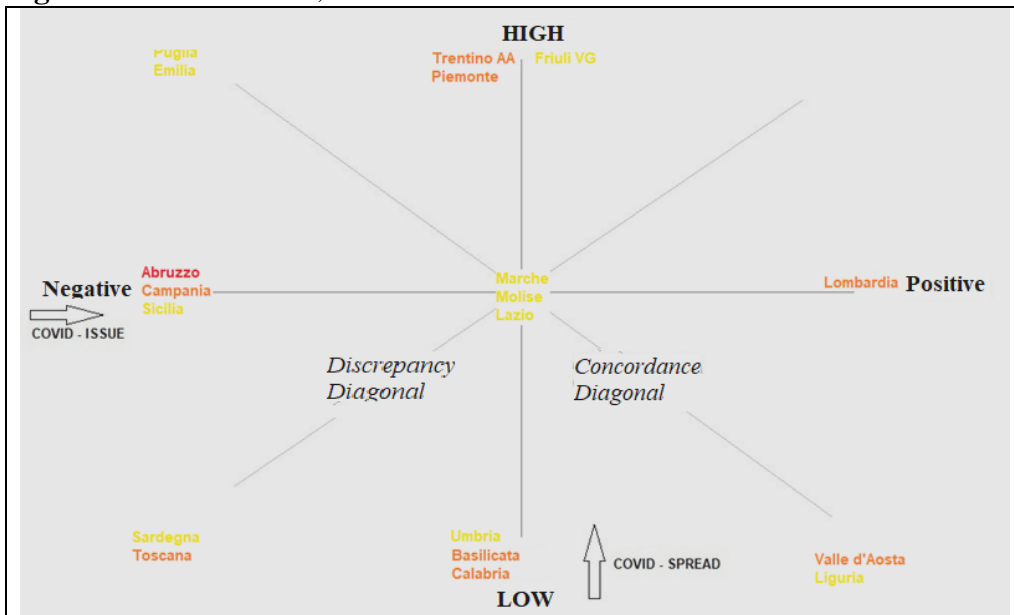 HIGH
Puglia
Emilia
Trentino AA
Piemonte
Friuli VG
Negative
COVID - ISSUE
Abruzzo
Campania
Sicilia
Marche
Molise
Lazio
Lombardia
Positive
Discrepancy
Diagonal
Concordance
Diagonal
Sardegna
Toscana
Umbria
Basilicata
Calabria
COVID - SPREAD
Valle d'Aosta
Liguria
LOW